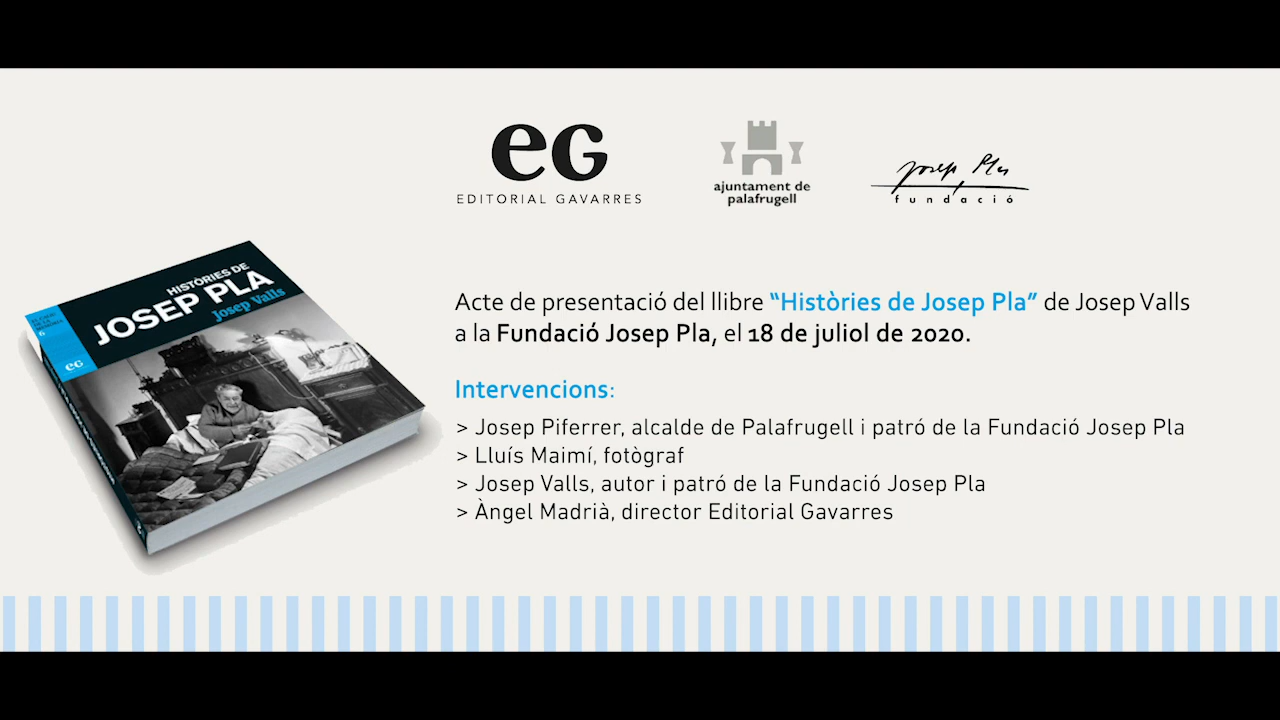 eG
EDITORIAL GAVARRES
ajuntament de
palafrugell
Josep Pla
fundació
HISTÒRIES DE
JOSEP PLA
Josep Valls
eG
Acte de presentació del llibre “Històries de Josep Pla” de Josep Valls
a la Fundació Josep Pla, el 18 de juliol de 2020.
Intervencions:
> Josep Piferrer, alcalde de Palafrugell i patró de la Fundació Josep Pla
> Lluís Maimí, fotògraf
> Josep Valls, autor i patró de la Fundació Josep Pla
> Àngel Madrià, director Editorial Gavarres